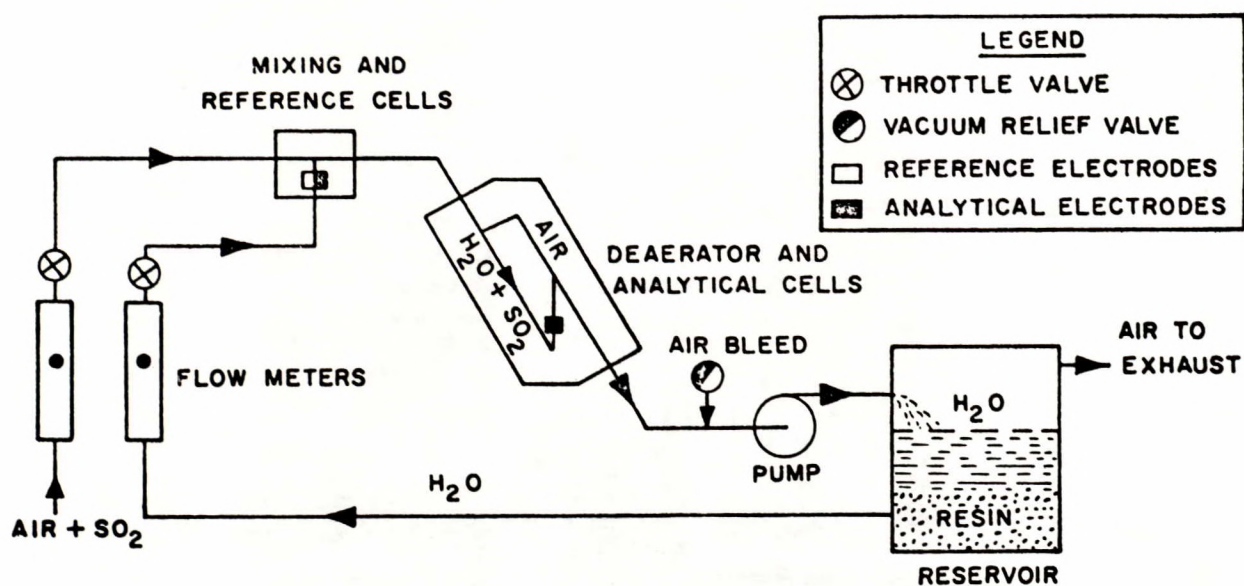 LEGEND
THROTTLE VALVE
VACUUM RELIEF VALVE
REFERENCE ELECTRODES
ANALYTICAL ELECTRODES
MIXING AND
REFERENCE CELLS
AIR
H₂O + SO₂
DEAERATOR AND
ANALYTICAL CELLS
FLOW METERS
AIR BLEED
PUMP
AIR TO
EXHAUST
H₂O
RESIN
RESERVOIR
H₂O
AIR + SO₂